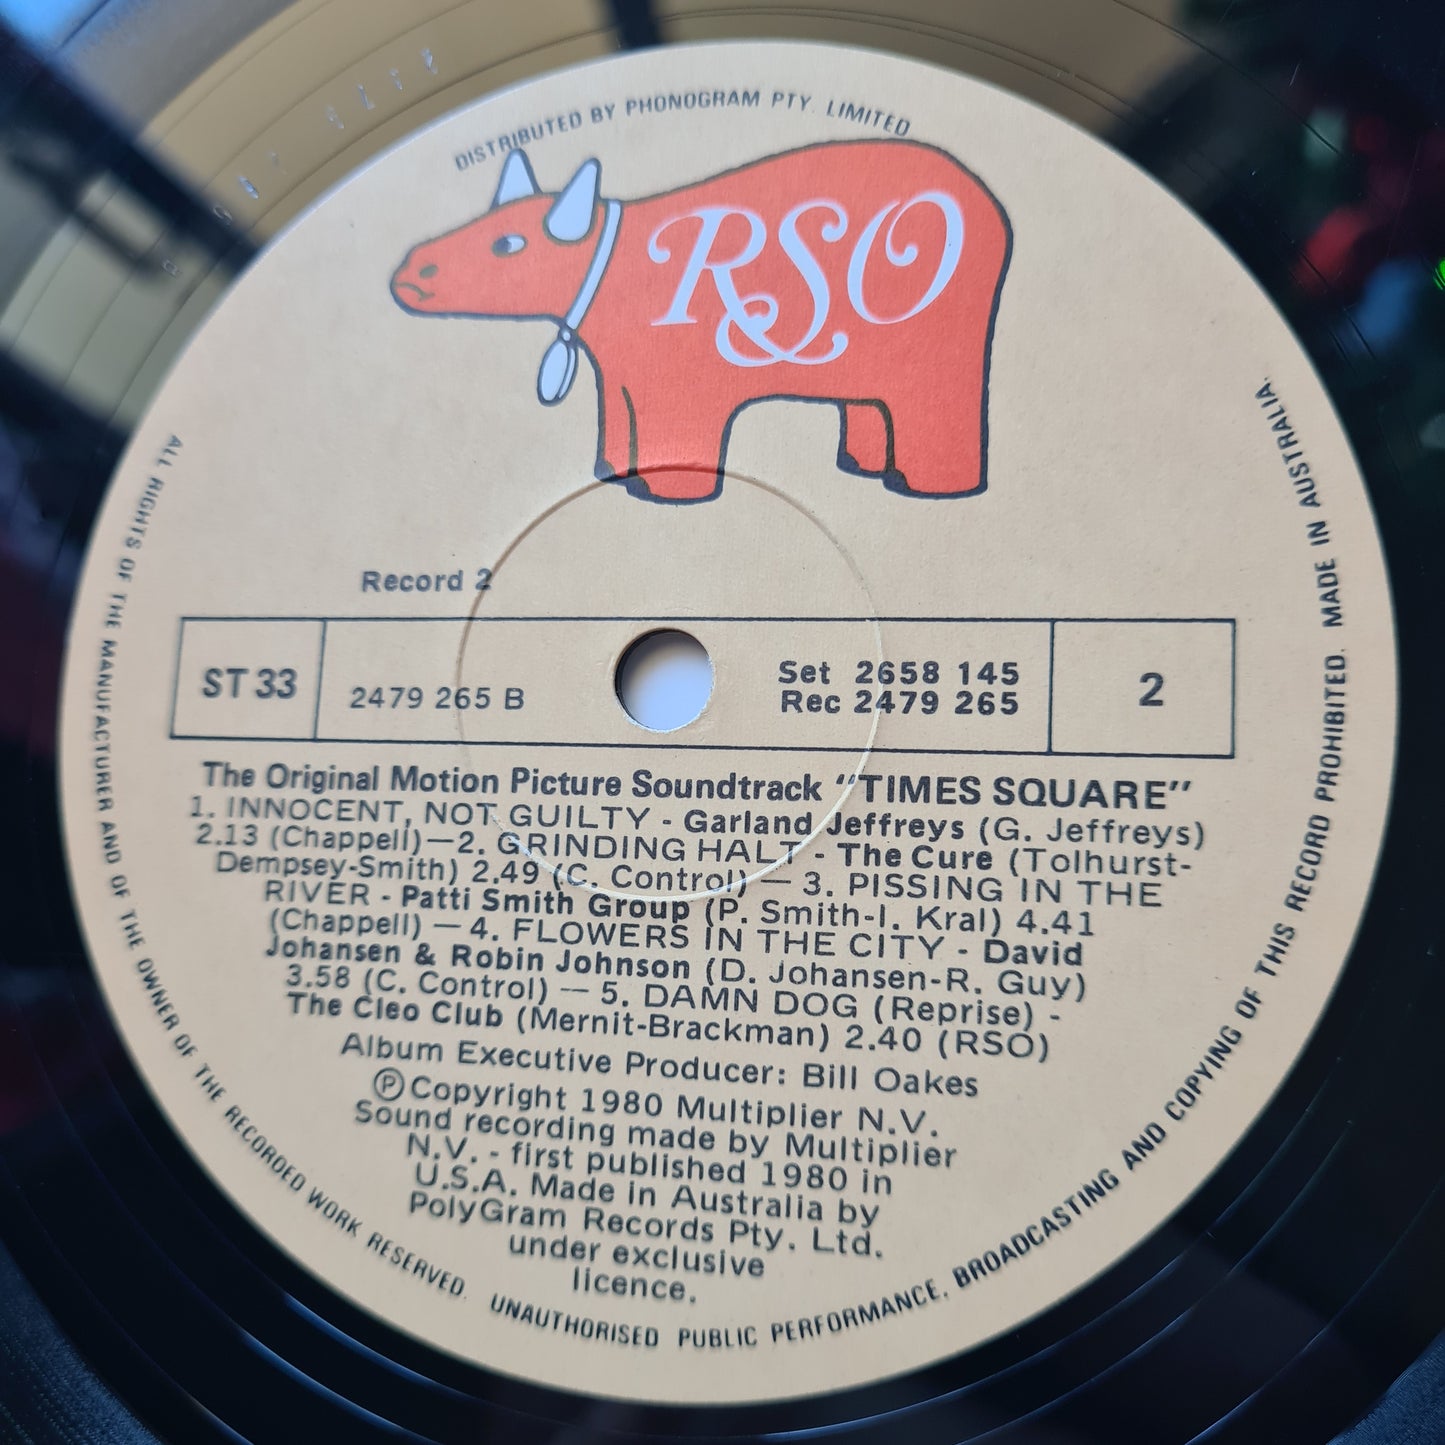 DISTRIBUTED BY PHONOGRAM PTY. LIMITED
RSO
Record 2
ST 33
2479 265 B
Set 2658 145
Rec 2479 265
2
The Original Motion Picture Soundtrack "TIMES SQUARE"
1. INNOCENT, NOT GUILTY - Garland Jeffreys (G. Jeffreys)
2.13 (Chappell)—2. GRINDING HALT - The Cure (Tolhurst-
Dempsey-Smith) 2.49 (C. Control) — 3. PISSING IN THE
RIVER - Patti Smith Group (P. Smith-I. Kral) 4.41
(Chappell) — 4. FLOWERS IN THE CITY - David
Johansen & Robin Johnson (D. Johansen-R. Guy)
3.58 (C. Control) — 5. DAMN DOG (Reprise) -
The Cleo Club (Mernit-Brackman) 2.40 (RSO)
Album Executive Producer: Bill Oakes
Ⓟ Copyright 1980 Multiplier N.V.
Sound recording made by Multiplier
N.V. - first published 1980 in
U.S.A. Made in Australia by
PolyGram Records Pty. Ltd.
under exclusive
licence.
ALL RIGHTS OF THE MANUFACTURER AND OF THE OWNER OF THE RECORDED WORK RESERVED. UNAUTHORISED PUBLIC PERFORMANCE, BROADCASTING AND COPYING OF THIS RECORD PROHIBITED. MADE IN AUSTRALIA.